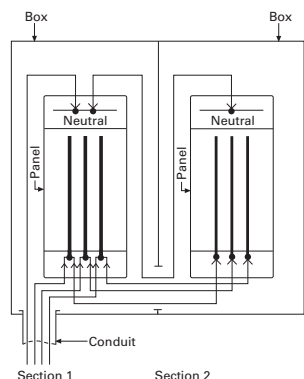 Box
Box
Neutral
Neutral
Panel
Panel
Conduit
Section 1
Section 2